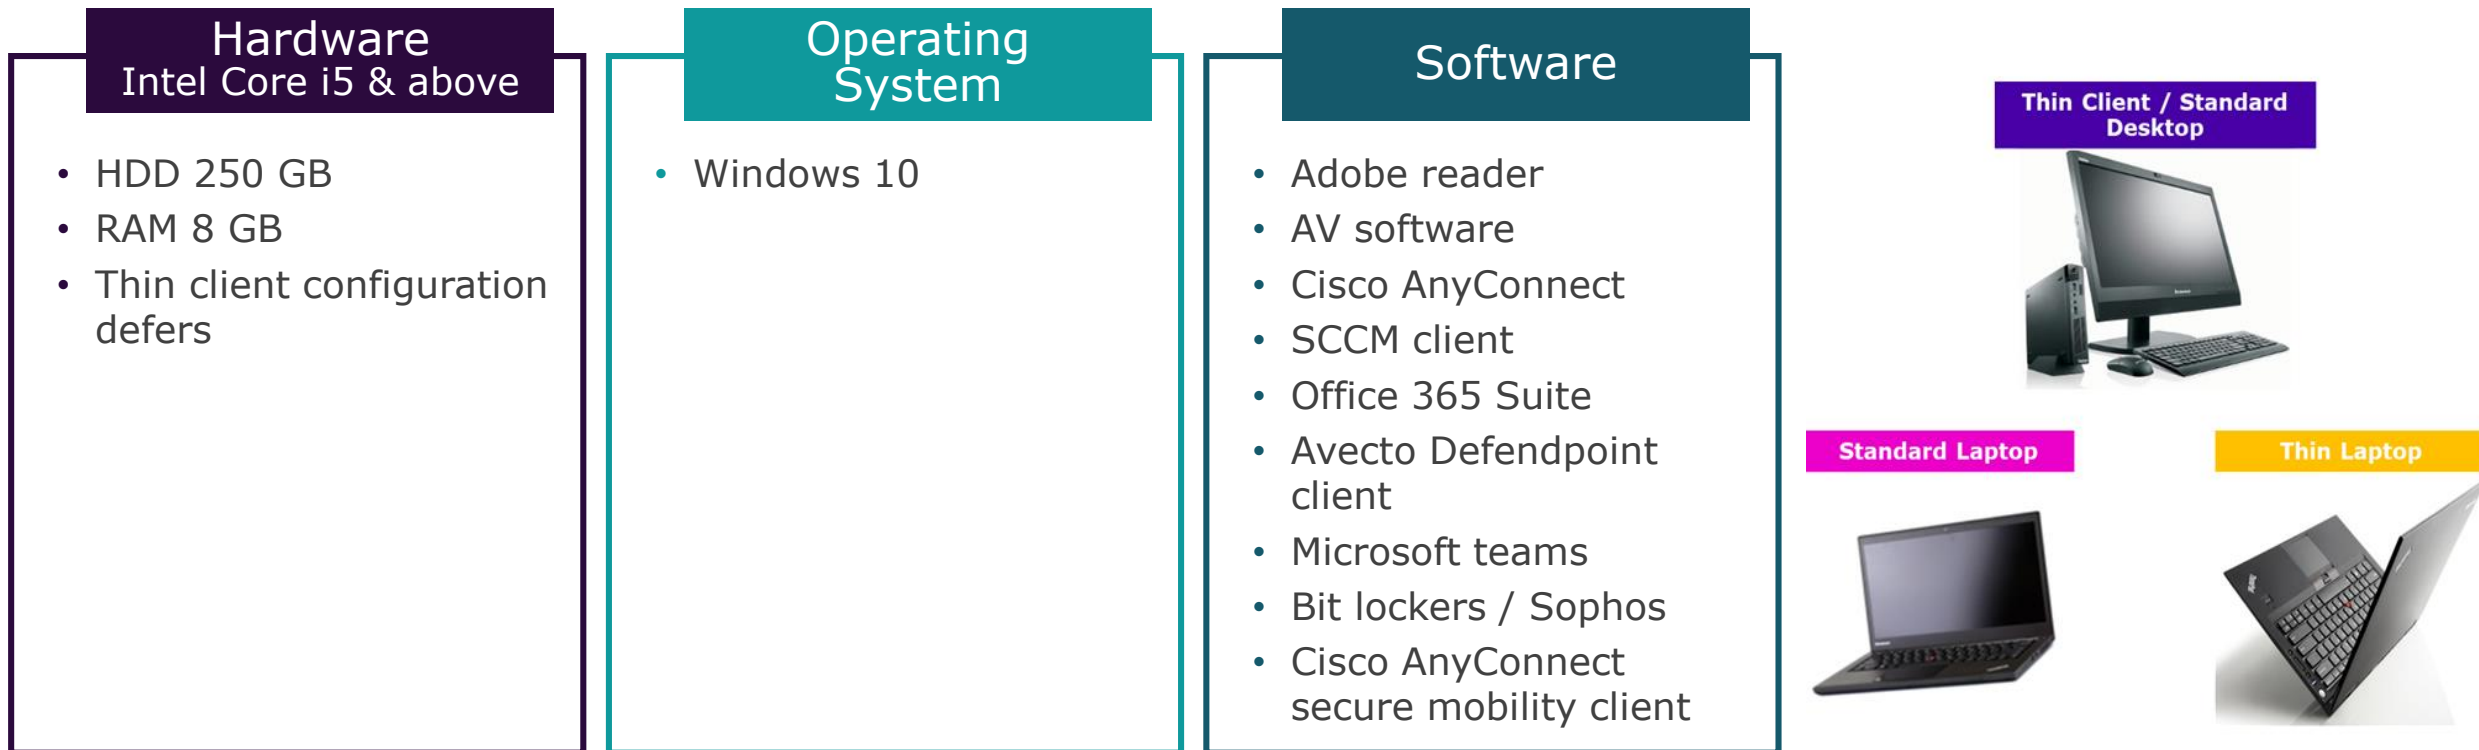 Hardware
Intel Core i5 & above
• HDD 250 GB
• RAM 8 GB
• Thin client configuration
defers
Operating
System
• Windows 10
Software
• Adobe reader
• AV software
• Cisco AnyConnect
• SCCM client
• Office 365 Suite
• Avecto Defendpoint
client
• Microsoft teams
• Bit lockers / Sophos
• Cisco AnyConnect
secure mobility client
Thin Client / Standard
Desktop
Standard Laptop
Thin Laptop